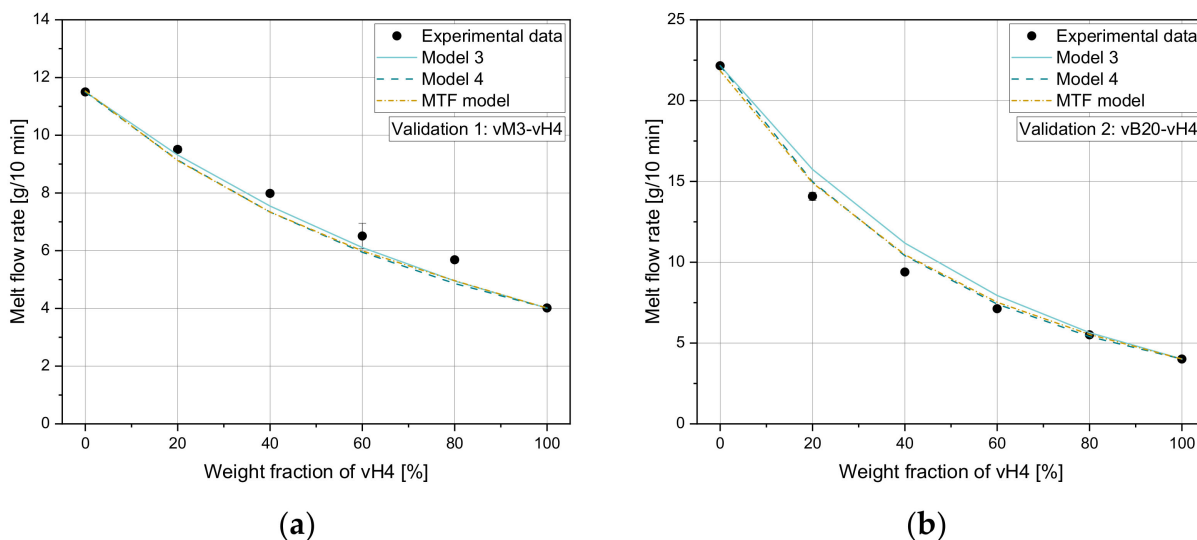 14
12
10
8
6
4
2
0
Melt flow rate [g/10 min]
Experimental data
Model 3
Model 4
MTF model
Validation 1: vM3-vH4
0 20 40 60 80 100
Weight fraction of vH4 [%]
(a)
25
20
15
10
5
0
Melt flow rate [g/10 min]
Experimental data
Model 3
Model 4
MTF model
Validation 2: vB20-vH4
0 20 40 60 80 100
Weight fraction of vH4 [%]
(b)